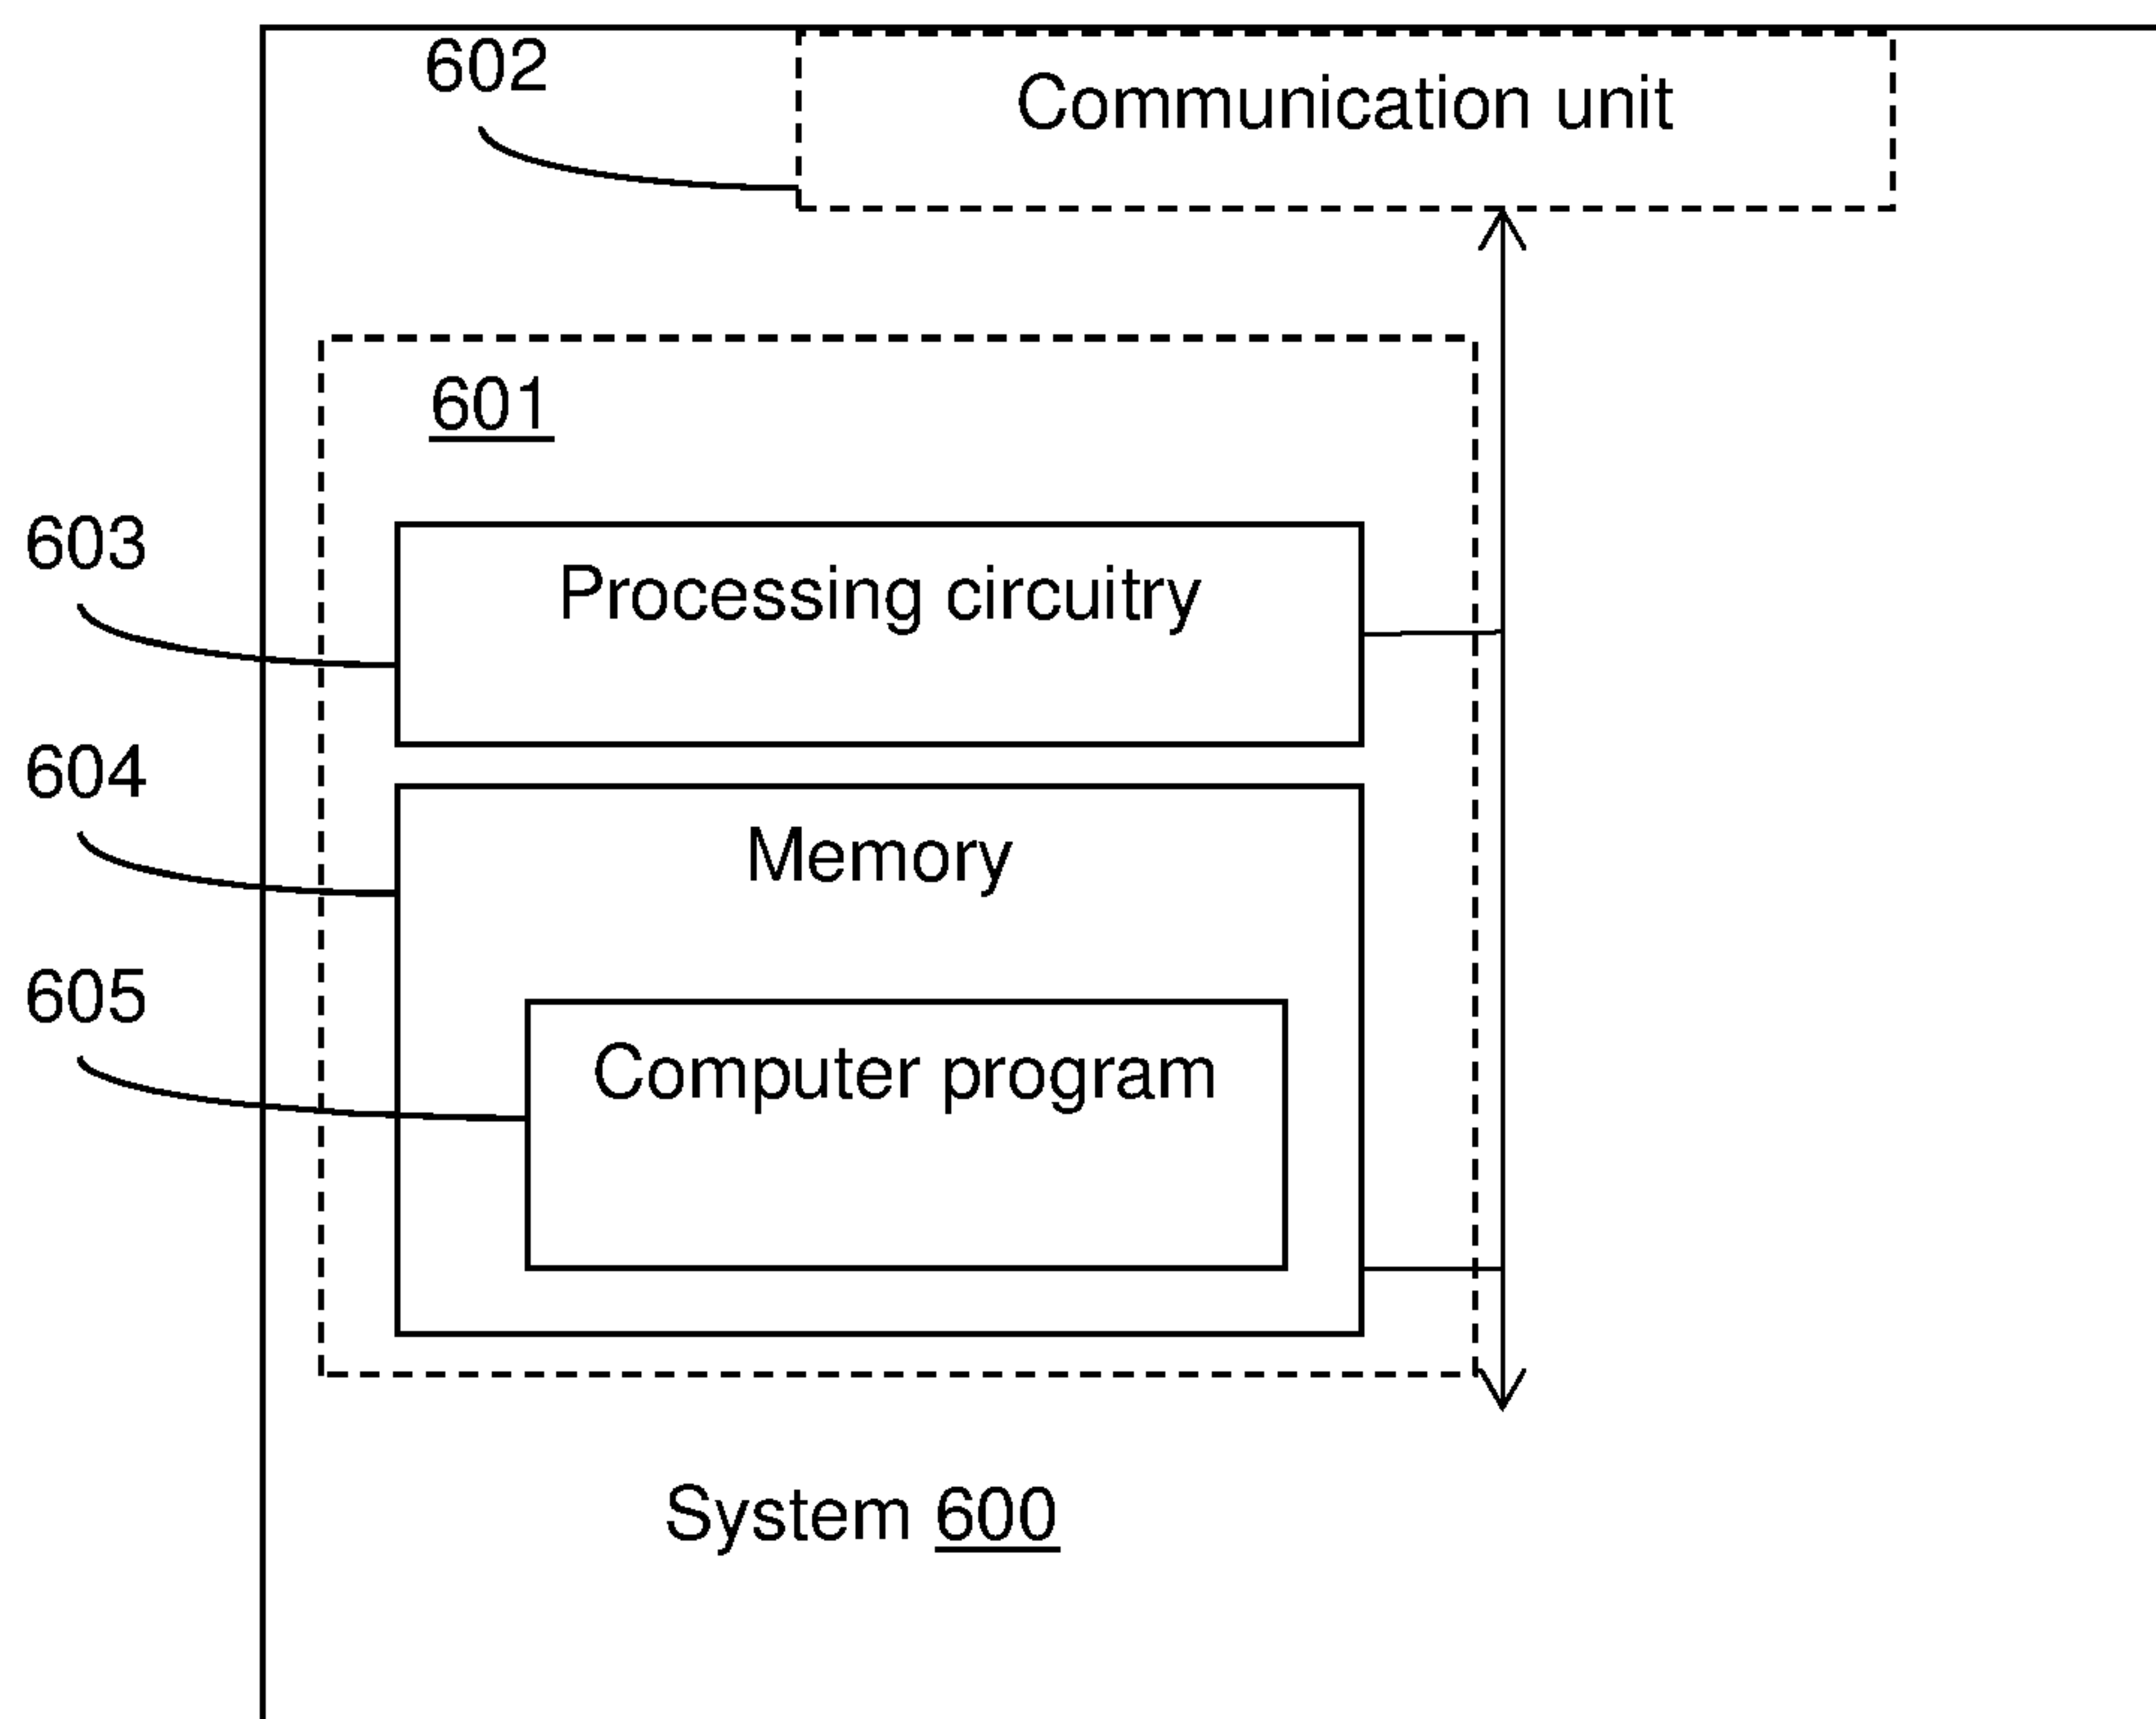 602
Communication unit
601
603
Processing circuitry
604
Memory
605
Computer program
System 600